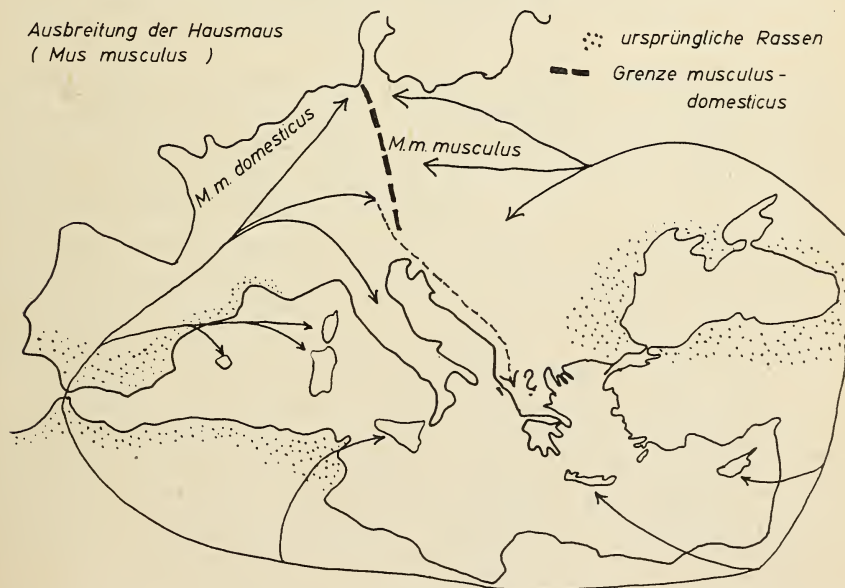 Ausbreitung der Hausmaus
( Mus musculus )
ursprüngliche Rassen
Grenze musculus-
domesticus
M.m. domesticus
M.m. musculus
?